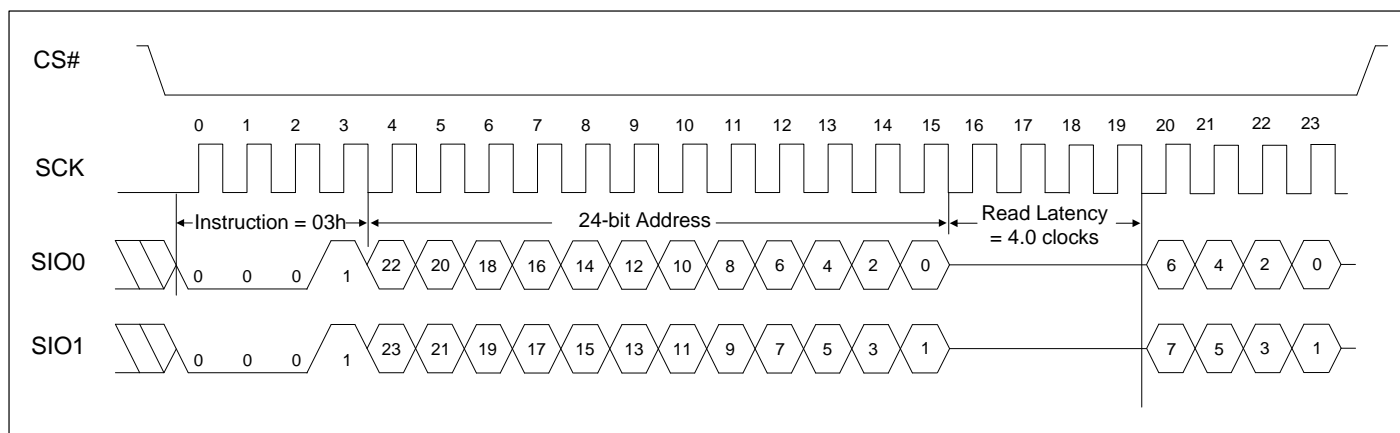 CS#
0 1 2 3 4 5 6 7 8 9 10 11 12 13 14 15 16 17 18 19 20 21 22 23
SCK
Instruction = 03h
24-bit Address
Read Latency
= 4.0 clocks
SIO0
0 0 0 1 22 20 18 16 14 12 10 8 6 4 2 0 6 4 2 0
SIO1
0 0 0 1 23 21 19 17 15 13 11 9 7 5 3 1 7 5 3 1